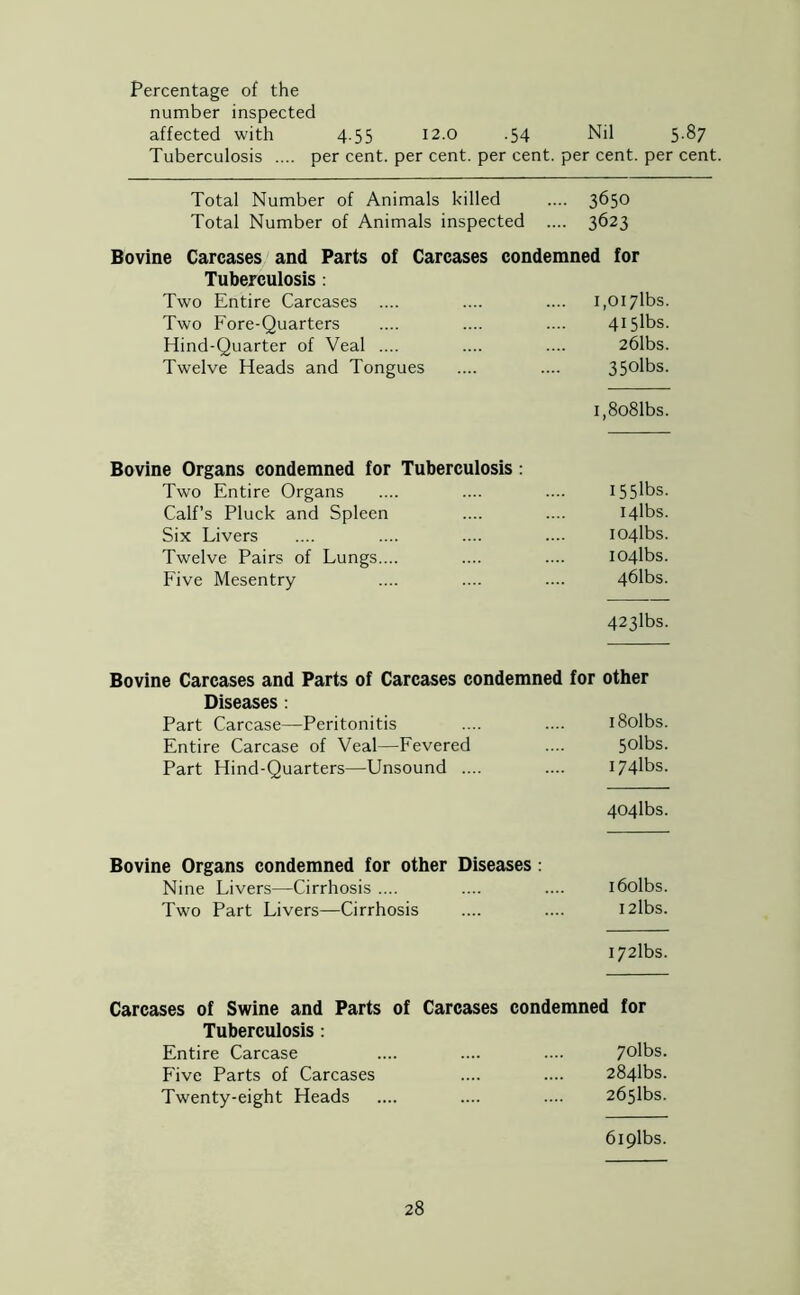 Percentage of the
number inspected
affected with 4.55 12.0 .54 Nil 5.87
Tuberculosis .... per cent. per cent. per cent. per cent. per cent.
Total Number of Animals killed .... 3650
Total Number of Animals inspected .... 3623
Bovine Carcases and Parts of Carcases condemned for
Tuberculosis :
Two Entire Carcases .... .... .... 1,017lbs.
Two Fore-Quarters .... .... .... 415lbs.
Hind-Quarter of Veal .... .... .... 26lbs.
Twelve Heads and Tongues .... .... 350lbs.
1,808lbs.
Bovine Organs condemned for Tuberculosis :
Two Entire Organs .... .... .... 155lbs.
Calf's Pluck and Spleen .... .... 14lbs.
Six Livers .... .... .... .... 104lbs.
Twelve Pairs of Lungs.... .... .... 104lbs.
Five Mesentry .... .... .... 46lbs.
423lbs.
Bovine Carcases and Parts of Carcases condemned for other
Diseases :
Part Carcase—Peritonitis .... .... 180lbs.
Entire Carcase of Veal—Fevered .... 50lbs.
Part Hind-Quarters—Unsound .... .... 174lbs.
404lbs.
Bovine Organs condemned for other Diseases :
Nine Livers—Cirrhosis .... .... .... 160lbs.
Two Part Livers—Cirrhosis .... .... 12lbs.
172lbs.
Carcases of Swine and Parts of Carcases condemned for
Tuberculosis :
Entire Carcase .... .... .... 70lbs.
Five Parts of Carcases .... .... 284lbs.
Twenty-eight Heads .... .... .... 265lbs.
619lbs.
28